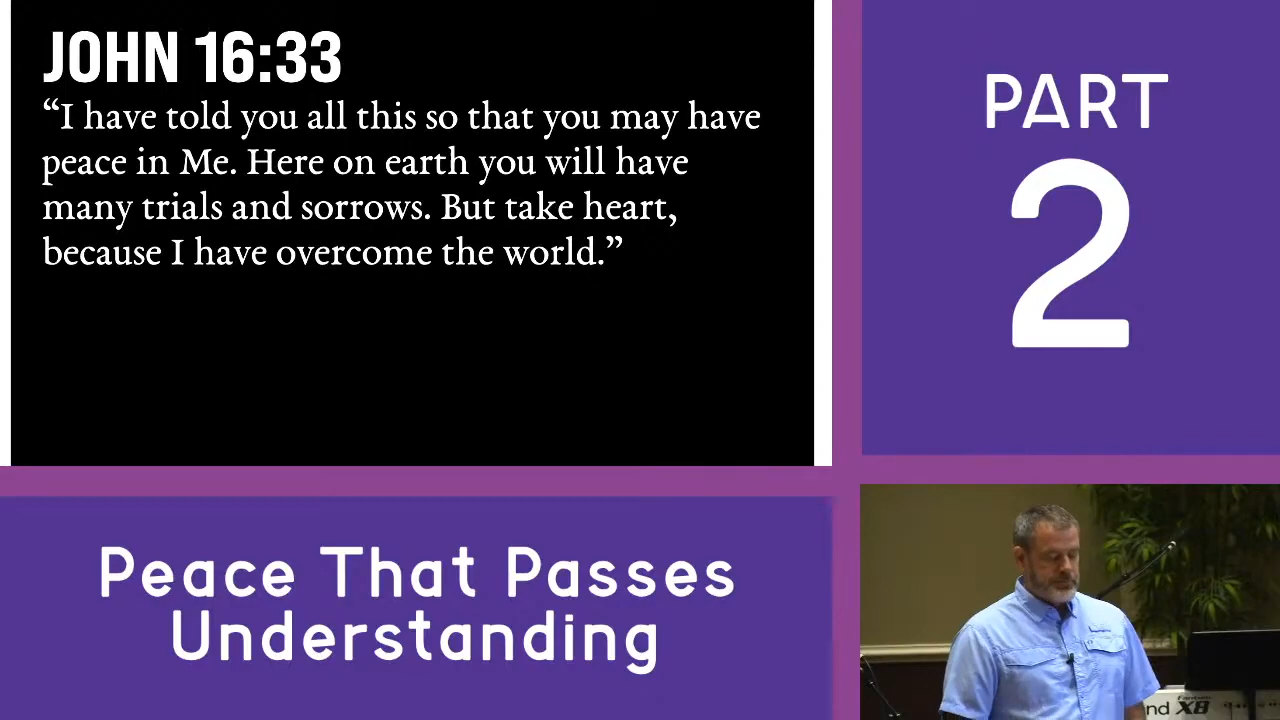 JOHN 16:33
“I have told you all this so that you may have
peace in Me. Here on earth you will have
many trials and sorrows. But take heart,
because I have overcome the world.”
PART
2
Peace That Passes
Understanding
nd X8